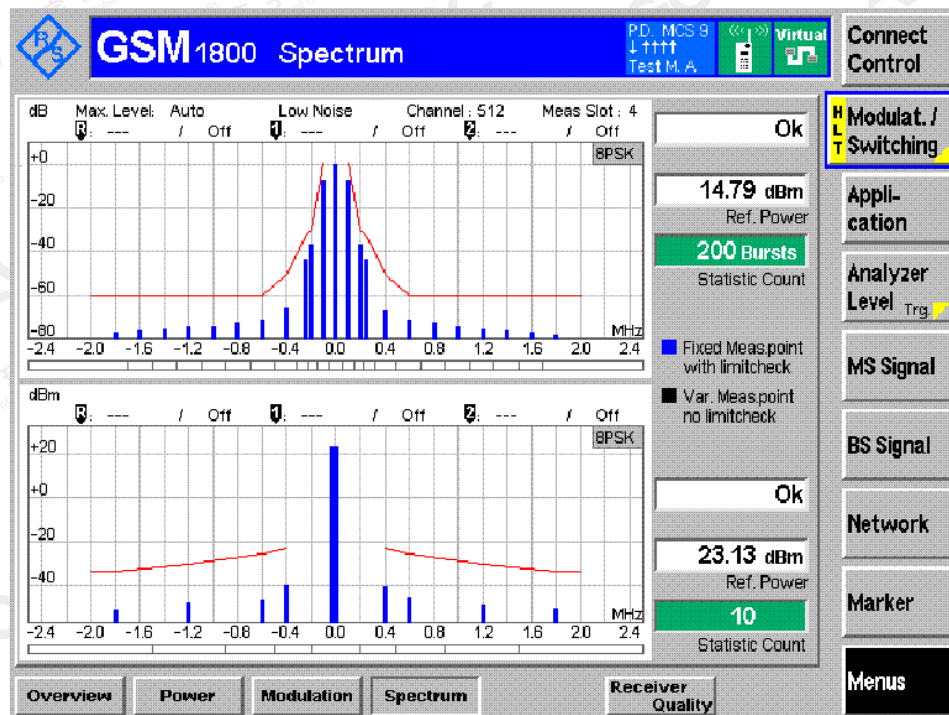 R&S
GSM 1800 Spectrum
P.D. MCS 9
↓↑↑↑↑
Test M. A.
Virtual
Connect Control
dB Max. Level: Auto Low Noise Channel : 512 Meas Slot : 4
R: --- / Off 1: --- / Off 2: --- / Off
8PSK
+0
-20
-40
-60
-80
MHz
-2.4 -2.0 -1.6 -1.2 -0.8 -0.4 0.0 0.4 0.8 1.2 1.6 2.0 2.4
Ok
14.79 dBm
Ref. Power
200 Bursts
Statistic Count
Fixed Meas.point
with limitcheck
Var. Meas.point
no limitcheck
dBm
R: --- / Off 1: --- / Off 2: --- / Off
8PSK
+20
+0
-20
-40
MHz
-2.4 -2.0 -1.6 -1.2 -0.8 -0.4 0.0 0.4 0.8 1.2 1.6 2.0 2.4
Ok
23.13 dBm
Ref. Power
10
Statistic Count
HLT
Modulat. /
Switching
Appli-
cation
Analyzer
Level Trg.
MS Signal
BS Signal
Network
Marker
Menus
Overview Power Modulation Spectrum Receiver
Quality